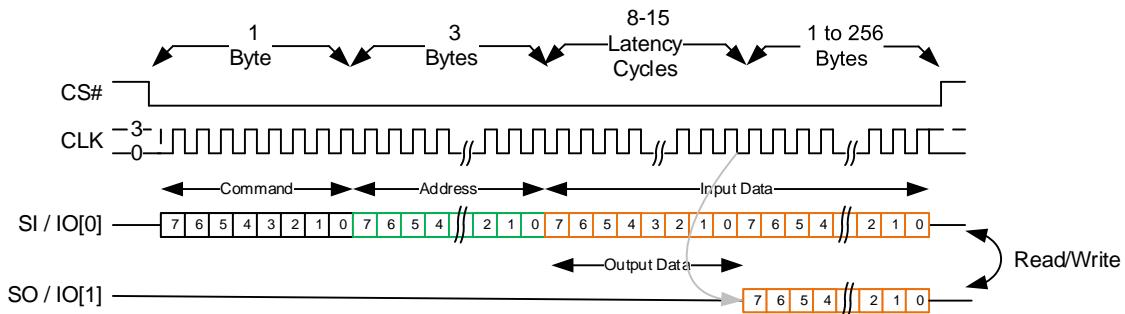 1
Byte
3
Bytes
8-15
Latency
Cycles
1 to 256
Bytes
CS#
CLK
3
0
Command
Address
Input Data
SI / IO[0]
7 6 5 4 3 2 1 0 7 6 5 4 2 1 0 7 6 5 4 3 2 1 0 7 6 5 4 2 1 0
Output Data
Read/Write
SO / IO[1]
7 6 5 4 2 1 0